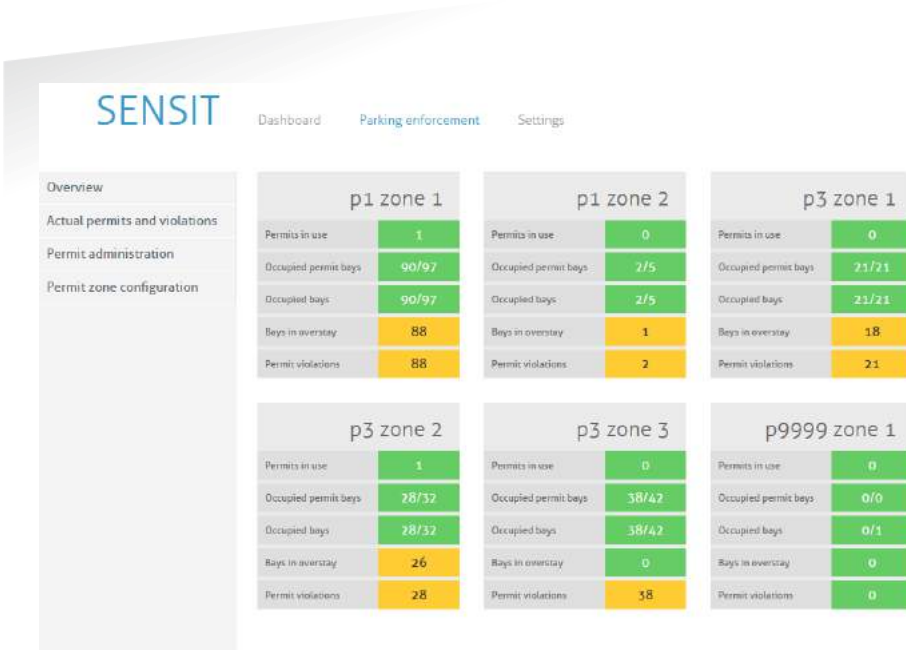 SENSIT Dashboard Parking enforcement Settings
Overview
Actual permits and violations
Permit administration
Permit zone configuration
p1 zone 1
Permits in use 1
Occupied permit bays 90/97
Occupied bays 90/97
Bays in overstay 88
Permit violations 88
p1 zone 2
Permits in use 0
Occupied permit bays 2/5
Occupied bays 2/5
Bays in overstay 1
Permit violations 2
p3 zone 1
Permits in use 0
Occupied permit bays 21/21
Occupied bays 21/21
Bays in overstay 18
Permit violations 21
p3 zone 2
Permits in use 1
Occupied permit bays 28/32
Occupied bays 28/32
Bays in overstay 26
Permit violations 28
p3 zone 3
Permits in use 0
Occupied permit bays 38/42
Occupied bays 38/42
Bays in overstay 0
Permit violations 38
p9999 zone 1
Permits in use 0
Occupied permit bays 0/0
Occupied bays 0/1
Bays in overstay 0
Permit violations 0